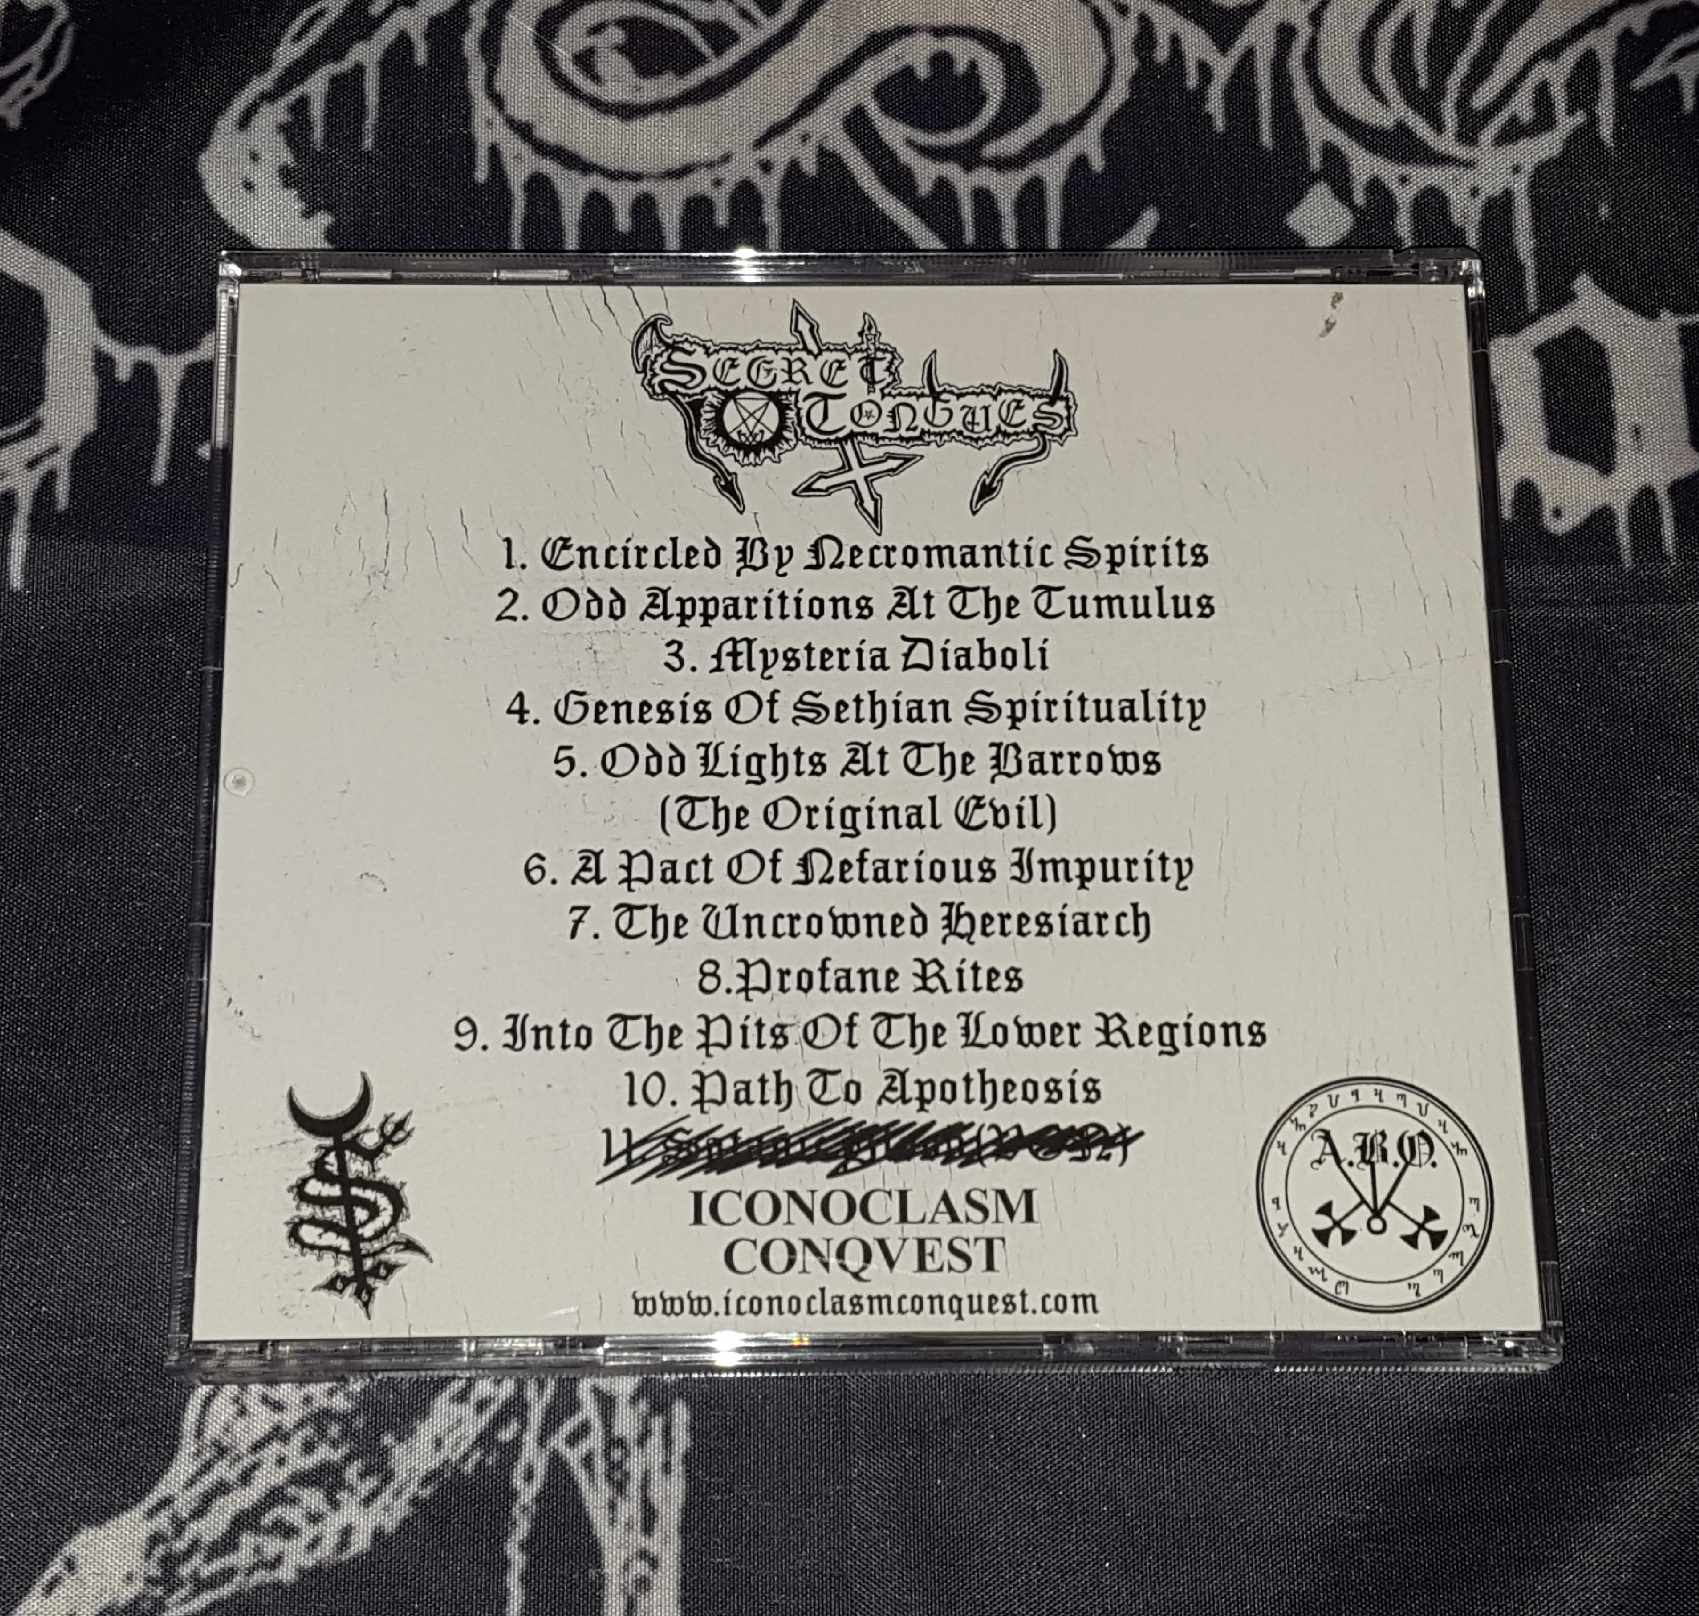 SECRET
TONGUES
1. Encircled By Necromantic Spirits
2. Odd Apparitions At The Tumulus
3. Mysteria Diaboli
4. Genesis Of Sethian Spirituality
5. Odd Lights At The Barrows
(The Original Evil)
6. A Pact Of Nefarious Impurity
7. The Uncrowned Heresiarch
8.Profane Rites
9. Into The Pits Of The Lower Regions
10. Path To Apotheosis
11.
A.B.O.
ICONOCLASM
CONQVEST
www.iconoclasmconquest.com